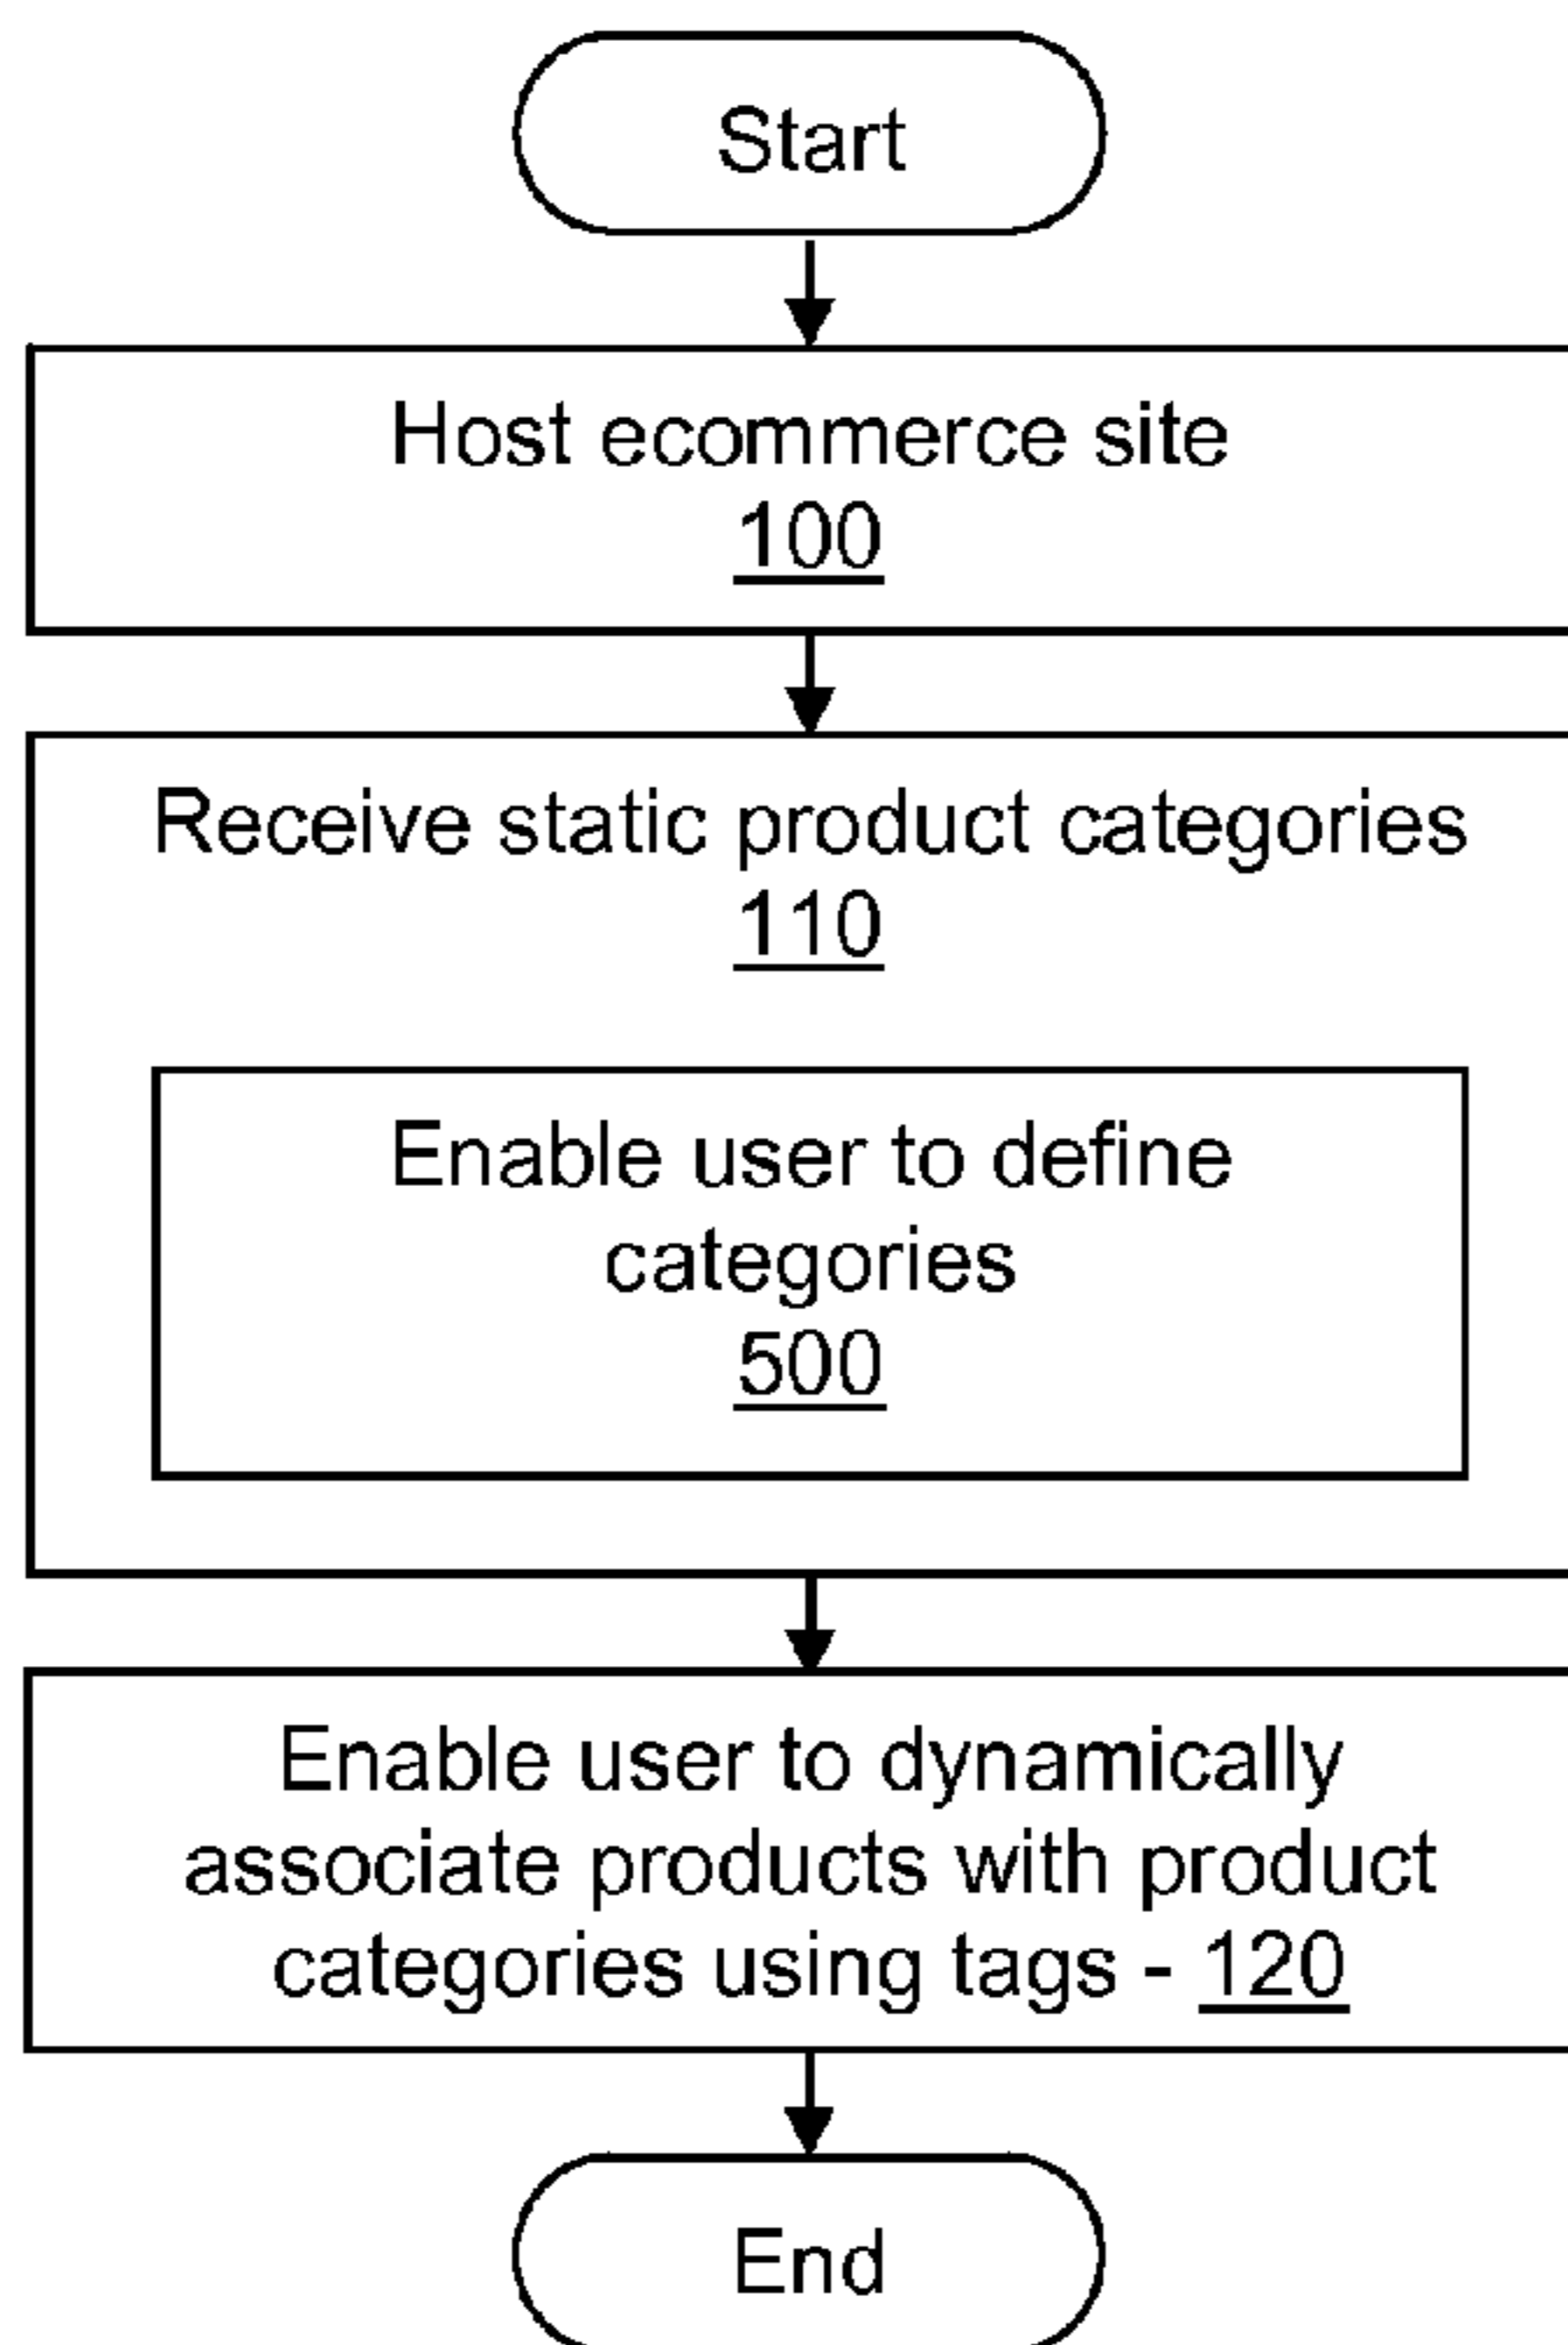 Start
Host ecommerce site
100
Receive static product categories
110
Enable user to define
categories
500
Enable user to dynamically
associate products with product
categories using tags - 120
End